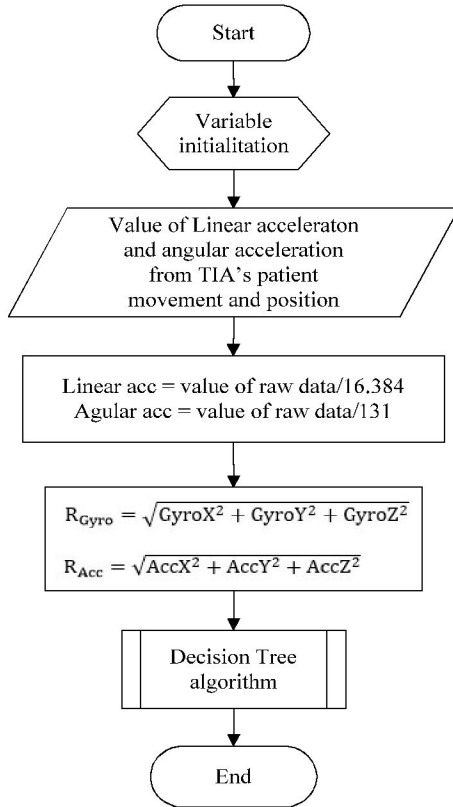 Start
Variable
initialitation
Value of Linear acceleraton
and angular acceleration
from TIA's patient
movement and position
Linear acc = value of raw data/16.384
Agular acc = value of raw data/131
R_Gyro = √(GyroX² + GyroY² + GyroZ²)
R_Acc = √(AccX² + AccY² + AccZ²)
Decision Tree
algorithm
End